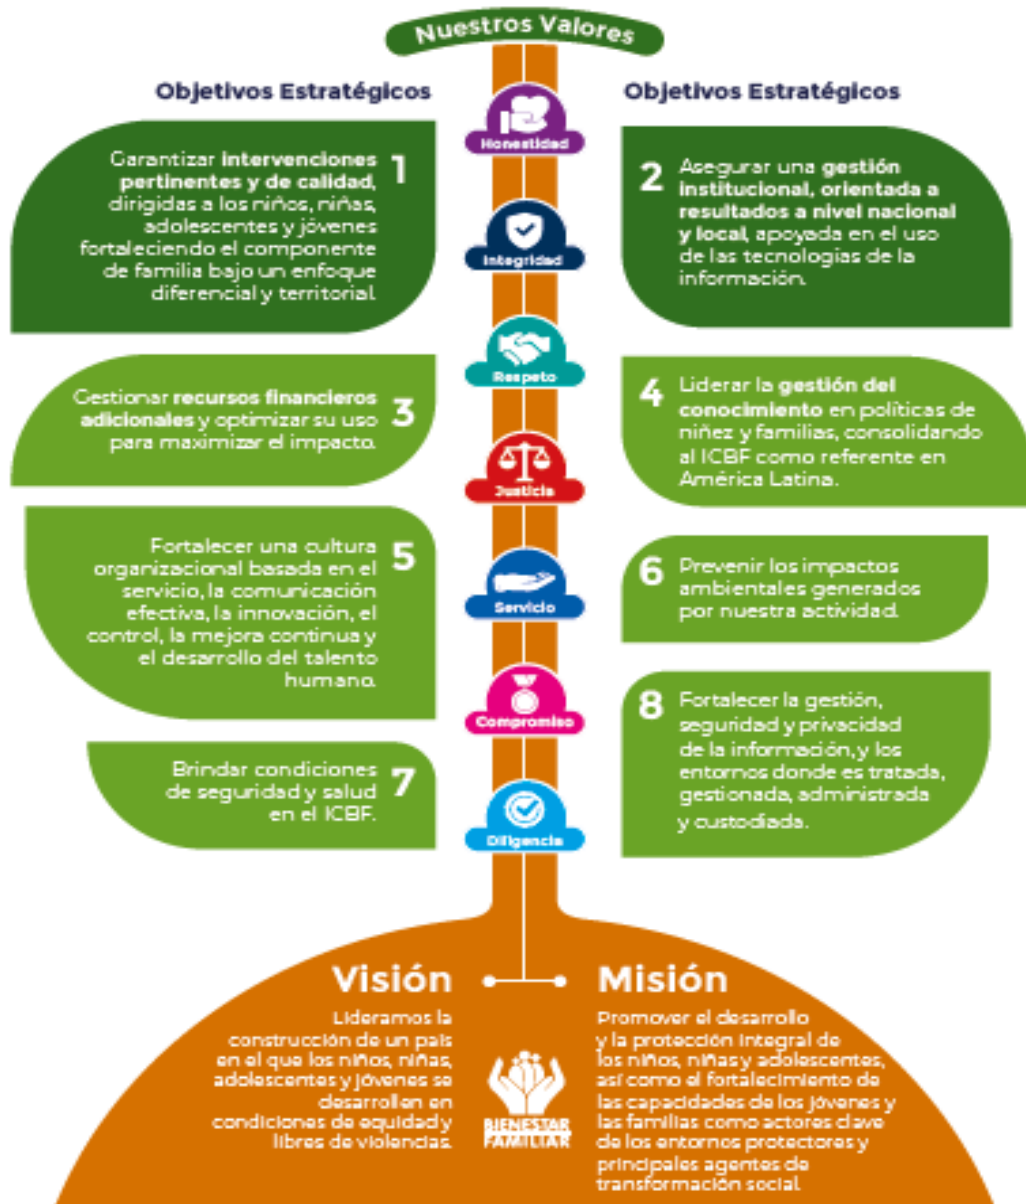 Nuestros Valores
Objetivos Estratégicos
1
Garantizar intervenciones
pertinentes y de calidad,
dirigidas a los niños, niñas,
adolescentes y jóvenes
fortaleciendo el componente
de familia bajo un enfoque
diferencial y territorial.
Objetivos Estratégicos
2
Asegurar una gestión
institucional, orientada a
resultados a nivel nacional
y local, apoyada en el uso
de las tecnologías de la
información.
3
Gestionar recursos financieros
adicionales y optimizar su uso
para maximizar el impacto.
4
Liderar la gestión del
conocimiento en políticas de
niñez y familias, consolidando
al ICBF como referente en
América Latina.
5
Fortalecer una cultura
organizacional basada en el
servicio, la comunicación
efectiva, la innovación, el
control, la mejora continua y
el desarrollo del talento
humano.
6
Prevenir los impactos
ambientales generados
por nuestra actividad.
7
Brindar condiciones
de seguridad y salud
en el ICBF.
8
Fortalecer la gestión,
seguridad y privacidad
de la información, y los
entornos donde es tratada,
gestionada, administrada
y custodiada.
Honestidad
Integridad
Respeto
Justicia
Servicio
Compromiso
Diligencia
Visión
Lideramos la
construcción de un país
en el que los niños, niñas,
adolescentes y jóvenes se
desarrollen en
condiciones de equidad y
libres de violencias.
BIENESTAR
FAMILIAR
Misión
Promover el desarrollo
y la protección integral de
los niños, niñas y adolescentes,
así como el fortalecimiento de
las capacidades de los jóvenes y
las familias como actores clave
de los entornos protectores y
principales agentes de
transformación social.